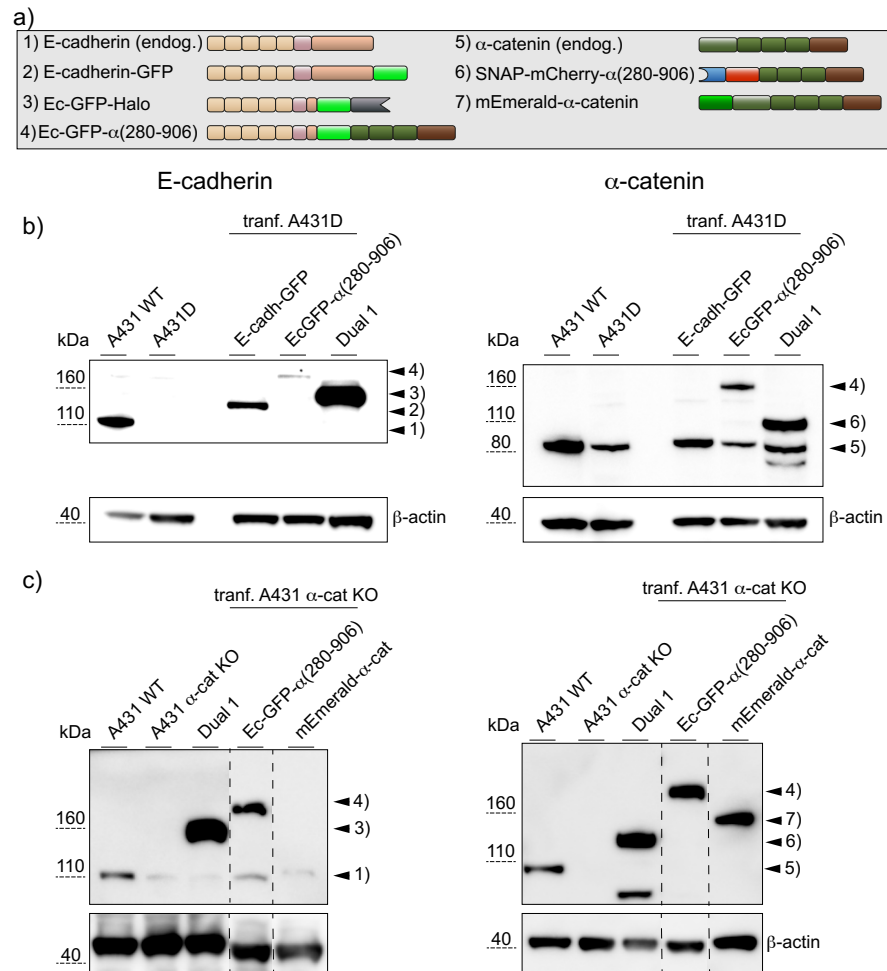 a)
1) E-cadherin (endog.)
2) E-cadherin-GFP
3) Ec-GFP-Halo
4)Ec-GFP-α(280-906)
5) α-catenin (endog.)
6) SNAP-mCherry-α(280-906)
7) mEmerald-α-catenin
E-cadherin
α-catenin
b)
tranf. A431D
kDa
A431 WT
A431D
E-cadh-GFP
EcGFP-α(280-906)
Dual 1
160
110
4)
3)
2)
1)
40
β-actin
tranf. A431D
kDa
A431 WT
A431D
E-cadh-GFP
EcGFP-α(280-906)
Dual 1
160
110
80
4)
6)
5)
40
β-actin
c)
tranf. A431 α-cat KO
kDa
A431 WT
A431 α-cat KO
Dual 1
Ec-GFP-α(280-906)
mEmerald-α-cat
160
110
4)
3)
1)
40
tranf. A431 α-cat KO
kDa
A431 WT
A431 α-cat KO
Dual 1
Ec-GFP-α(280-906)
mEmerald-α-cat
160
110
4)
7)
6)
5)
40
β-actin